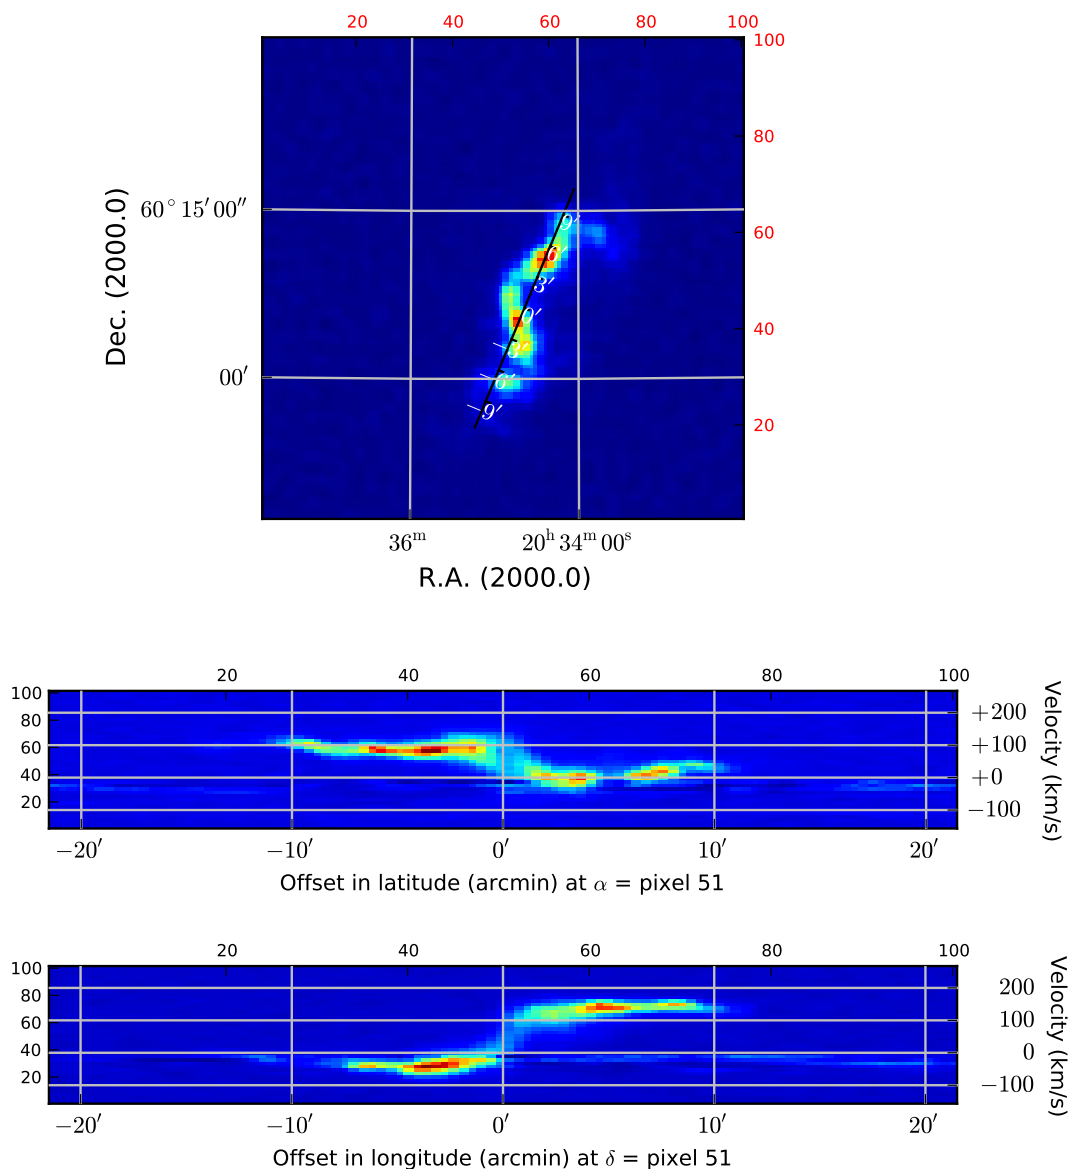 20 40 60 80 100
100
80
60
40
20
Dec. (2000.0)
60° 15′ 00″
00′
9′
6′
3′
0′
−3′
−6′
−9′
36ᵐ 20ʰ 34ᵐ 00ˢ
R.A. (2000.0)
20 40 60 80 100
100
80
60
40
20
+200
+100
+0
−100
Velocity (km/s)
−20′ −10′ 0′ 10′ 20′
Offset in latitude (arcmin) at α = pixel 51
20 40 60 80 100
100
80
60
40
20
200
100
0
−100
Velocity (km/s)
−20′ −10′ 0′ 10′ 20′
Offset in longitude (arcmin) at δ = pixel 51